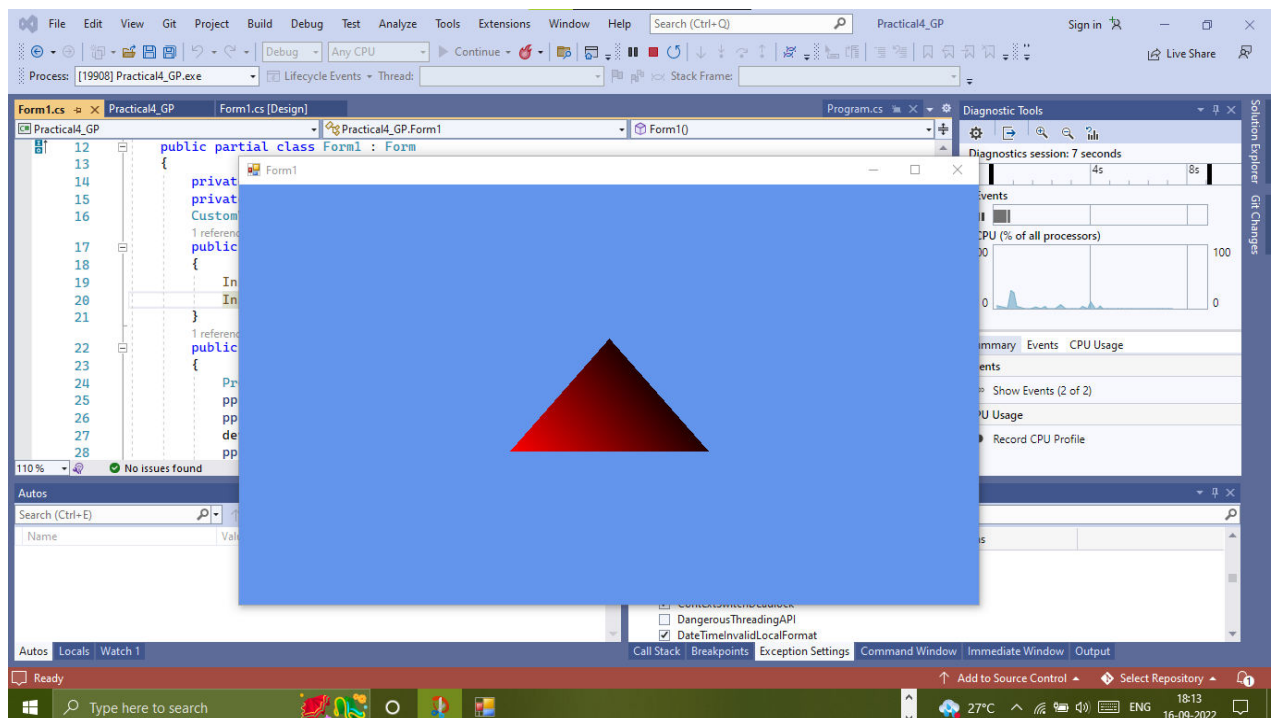 File Edit View Git Project Build Debug Test Analyze Tools Extensions Window Help Search (Ctrl+Q) Practical4_GP Sign in
Debug Any CPU Continue Live Share
Process: [19908] Practical4_GP.exe Lifecycle Events Thread: Stack Frame:
Form1.cs Practical4_GP Form1.cs [Design] Program.cs Diagnostic Tools
Practical4_GP Practical4_GP.Form1 Form1()
Solution Explorer
Git Changes
12 public partial class Form1 : Form
13 {
14 privat
15 privat
16 Custom
1 referenc
17 public
18 {
19 In
20 In
21 }
1 referenc
22 public
23 {
24 Pr
25 pp
26 pp
27 de
28 pp
Form1
Diagnostics session: 7 seconds
4s 8s
vents
CPU (% of all processors)
00 100
0 0
mmary Events CPU Usage
ents
Show Events (2 of 2)
PU Usage
Record CPU Profile
110 % No issues found
Autos
Search (Ctrl+E)
Name Val
ns
ContextSwitchDeadlock
DangerousThreadingAPI
DateTimeInvalidLocalFormat
Autos Locals Watch 1 Call Stack Breakpoints Exception Settings Command Window Immediate Window Output
Ready Add to Source Control Select Repository 1
Type here to search 27°C ENG 18:13
16-09-2022